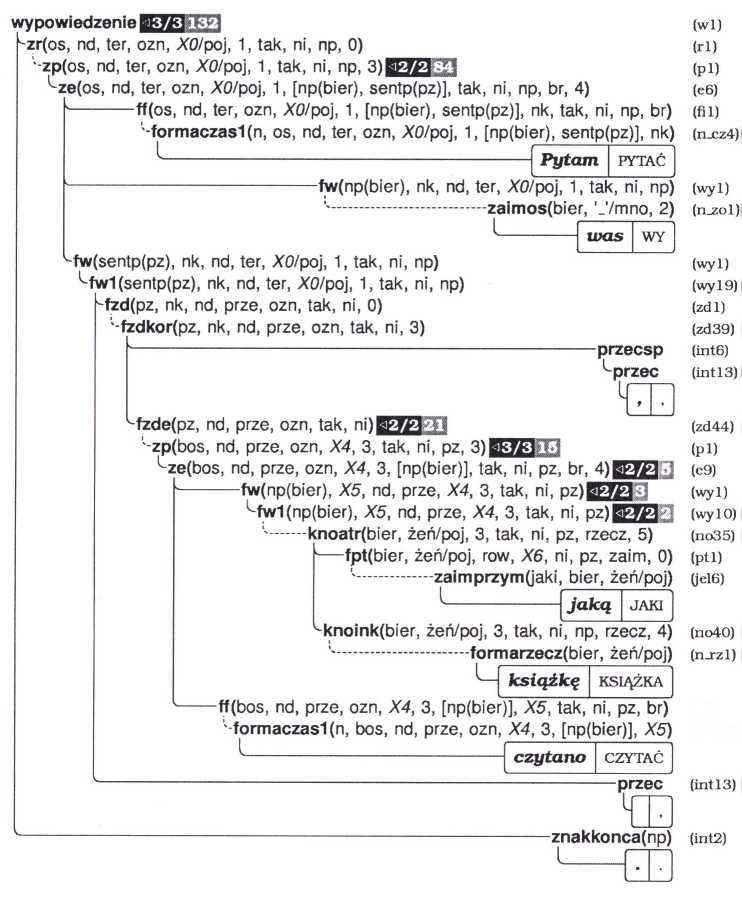 wypowiedzenie ◁3/3 132 (w1)
zr(os, nd, ter, ozn, X0/poj, 1, tak, ni, np, 0) (r1)
zp(os, nd, ter, ozn, X0/poj, 1, tak, ni, np, 3) ◁2/2 84 (p1)
ze(os, nd, ter, ozn, X0/poj, 1, [np(bier), sentp(pz)], tak, ni, np, br, 4) (e6)
ff(os, nd, ter, ozn, X0/poj, 1, [np(bier), sentp(pz)], nk, tak, ni, np, br) (fi1)
formaczas1(n, os, nd, ter, ozn, X0/poj, 1, [np(bier), sentp(pz)], nk) (n_cz4)
Pytam PYTAĆ
fw(np(bier), nk, nd, ter, X0/poj, 1, tak, ni, np) (wy1)
zaimos(bier, '_'/mno, 2) (n_zo1)
was WY
fw(sentp(pz), nk, nd, ter, X0/poj, 1, tak, ni, np) (wy1)
fw1(sentp(pz), nk, nd, ter, X0/poj, 1, tak, ni, np) (wy19)
fzd(pz, nk, nd, prze, ozn, tak, ni, 0) (zd1)
fzdkor(pz, nk, nd, prze, ozn, tak, ni, 3) (zd39)
przecsp (int6)
przec (int13)
, ,
fzde(pz, nd, prze, ozn, tak, ni) ◁2/2 21 (zd44)
zp(bos, nd, prze, ozn, X4, 3, tak, ni, pz, 3) ◁3/3 15 (p1)
ze(bos, nd, prze, ozn, X4, 3, [np(bier)], tak, ni, pz, br, 4) ◁2/2 5 (e9)
fw(np(bier), X5, nd, prze, X4, 3, tak, ni, pz) ◁2/2 3 (wy1)
fw1(np(bier), X5, nd, prze, X4, 3, tak, ni, pz) ◁2/2 2 (wy10)
knoatr(bier, żeń/poj, 3, tak, ni, pz, rzecz, 5) (no35)
fpt(bier, żeń/poj, row, X6, ni, pz, zaim, 0) (pt1)
zaimprzym(jaki, bier, żeń/poj) (jel6)
jaką JAKI
knoink(bier, żeń/poj, 3, tak, ni, np, rzecz, 4) (no40)
formarzecz(bier, żeń/poj) (n_rz1)
książkę KSIĄŻKA
ff(bos, nd, prze, ozn, X4, 3, [np(bier)], X5, tak, ni, pz, br)
formaczas1(n, bos, nd, prze, ozn, X4, 3, [np(bier)], X5)
czytano CZYTAĆ
przec (int13)
,
znakkonca(np) (int2)
. .